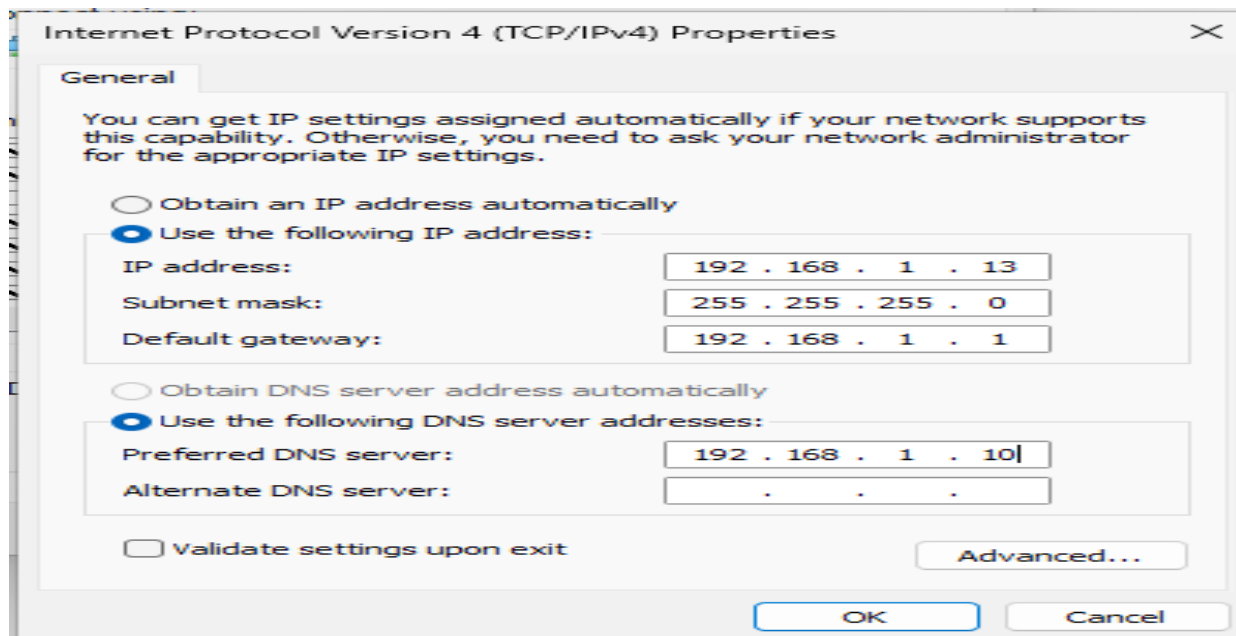 Internet Protocol Version 4 (TCP/IPv4) Properties
General
You can get IP settings assigned automatically if your network supports
this capability. Otherwise, you need to ask your network administrator
for the appropriate IP settings.
Obtain an IP address automatically
Use the following IP address:
IP address: 192 . 168 . 1 . 13
Subnet mask: 255 . 255 . 255 . 0
Default gateway: 192 . 168 . 1 . 1
Obtain DNS server address automatically
Use the following DNS server addresses:
Preferred DNS server: 192 . 168 . 1 . 10
Alternate DNS server: . . .
Validate settings upon exit
Advanced...
OK Cancel